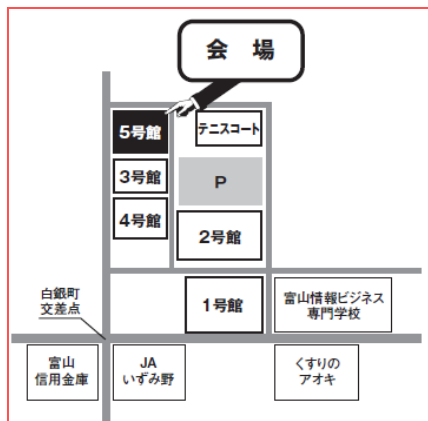 会場
5号館
テニスコート
3号館
P
4号館
2号館
白銀町
交差点
1号館
富山情報ビジネス
専門学校
富山
信用金庫
JA
いずみ野
くすりの
アオキ